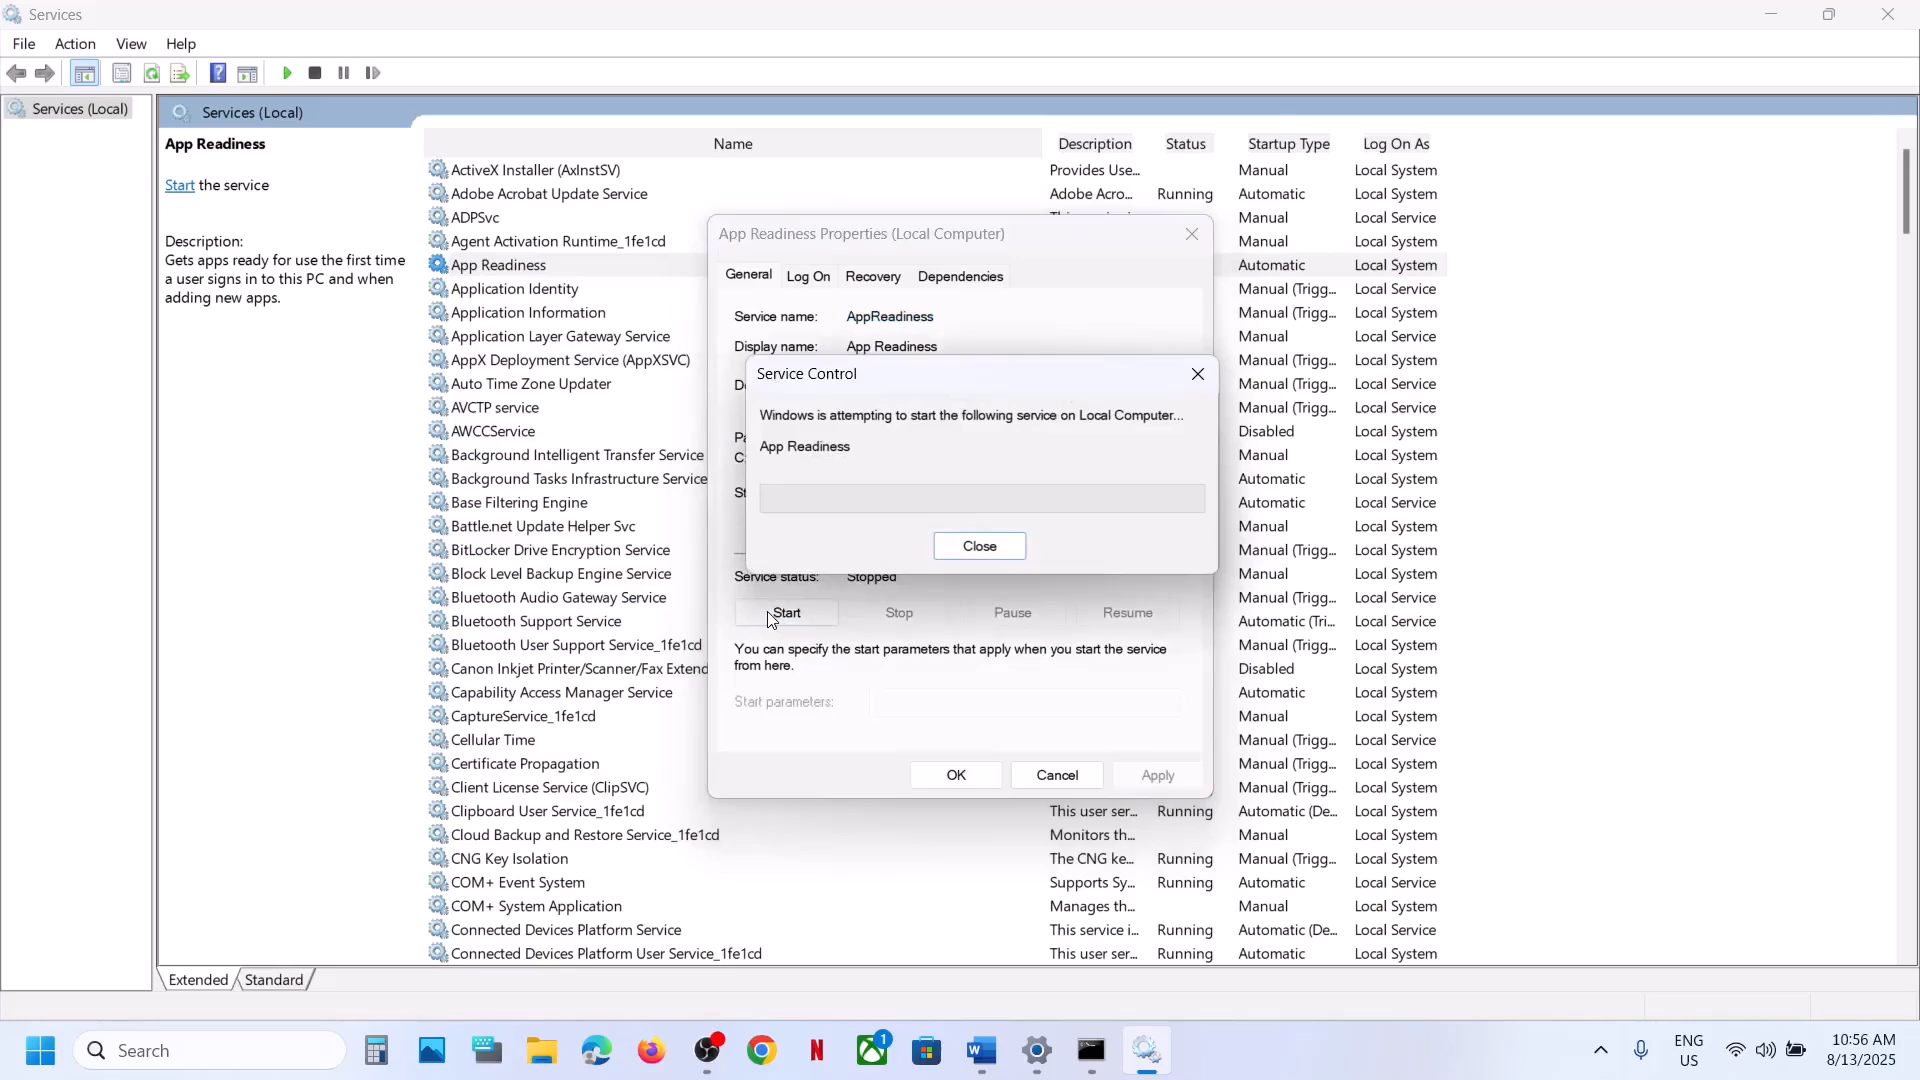 Services
File Action View Help
Services (Local)
Services (Local)
App Readiness
Start the service
Description:
Gets apps ready for use the first time
a user signs in to this PC and when
adding new apps.
Name Description Status Startup Type Log On As
ActiveX Installer (AxInstSV) Provides Use... Manual Local System
Adobe Acrobat Update Service Adobe Acro... Running Automatic Local System
ADPSvc Manual Local Service
Agent Activation Runtime_1fe1cd Manual Local System
App Readiness Automatic Local System
Application Identity Manual (Trigg... Local Service
Application Information Manual (Trigg... Local System
Application Layer Gateway Service Manual Local Service
AppX Deployment Service (AppXSVC) Manual (Trigg... Local System
Auto Time Zone Updater Manual (Trigg... Local Service
AVCTP service Manual (Trigg... Local Service
AWCCService Disabled Local System
Background Intelligent Transfer Service Manual Local System
Background Tasks Infrastructure Service Automatic Local System
Base Filtering Engine Automatic Local Service
Battle.net Update Helper Svc Manual Local System
BitLocker Drive Encryption Service Manual (Trigg... Local System
Block Level Backup Engine Service Manual Local System
Bluetooth Audio Gateway Service Manual (Trigg... Local Service
Bluetooth Support Service Automatic (Tri... Local Service
Bluetooth User Support Service_1fe1cd Manual (Trigg... Local System
Canon Inkjet Printer/Scanner/Fax Extend Disabled Local System
Capability Access Manager Service Automatic Local System
CaptureService_1fe1cd Manual Local System
Cellular Time Manual (Trigg... Local Service
Certificate Propagation Manual (Trigg... Local System
Client License Service (ClipSVC) Manual (Trigg... Local System
Clipboard User Service_1fe1cd This user ser... Running Automatic (De... Local System
Cloud Backup and Restore Service_1fe1cd Monitors th... Manual Local System
CNG Key Isolation The CNG ke... Running Manual (Trigg... Local System
COM+ Event System Supports Sy... Running Automatic Local Service
COM+ System Application Manages th... Manual Local System
Connected Devices Platform Service This service i... Running Automatic (De... Local Service
Connected Devices Platform User Service_1fe1cd This user ser... Running Automatic Local System
App Readiness Properties (Local Computer)
General Log On Recovery Dependencies
Service name: AppReadiness
Display name: App Readiness
Service Control
Windows is attempting to start the following service on Local Computer...
App Readiness
Close
Service status: Stopped
Start Stop Pause Resume
You can specify the start parameters that apply when you start the service
from here.
Start parameters:
OK Cancel Apply
Extended Standard
Search
1
ENG
US
10:56 AM
8/13/2025